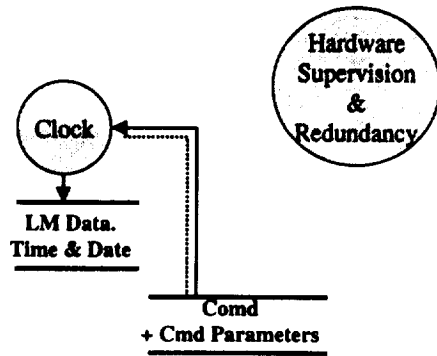 Hardware
Supervision
&
Redundancy
Clock
LM Data.
Time & Date
Comd
+ Cmd Parameters